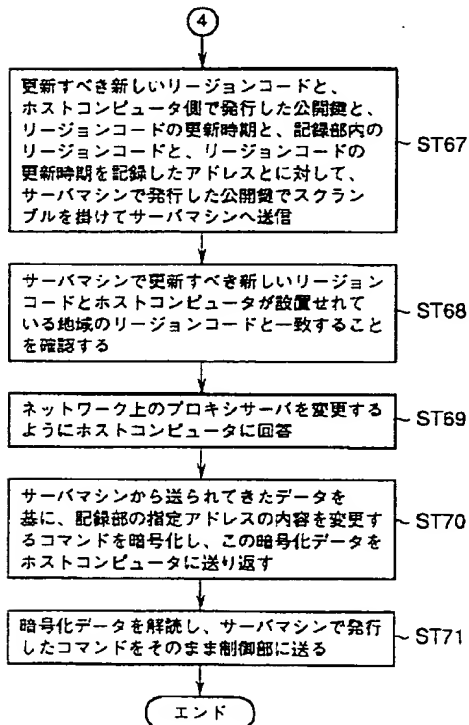 4
更新すべき新しいリージョンコードと、
ホストコンピュータ側で発行した公開鍵と、
リージョンコードの更新時期と、記録部内の
リージョンコードと、リージョンコードの
更新時期を記録したアドレスとに対して、
サーバマシンで発行した公開鍵でスクラン
ブルを掛けてサーバマシンへ送信
ST67
サーバマシンで更新すべき新しいリージョン
コードとホストコンピュータが設置せれて
いる地域のリージョンコードと一致すること
を確認する
ST68
ネットワーク上のプロキシサーバを変更する
ようにホストコンピュータに回答
ST69
サーバマシンから送られてきたデータを
基に、記録部の指定アドレスの内容を変更す
るコマンドを暗号化し、この暗号化データを
ホストコンピュータに送り返す
ST70
暗号化データを解読し、サーバマシンで発行
したコマンドをそのまま制御部に送る
ST71
エンド